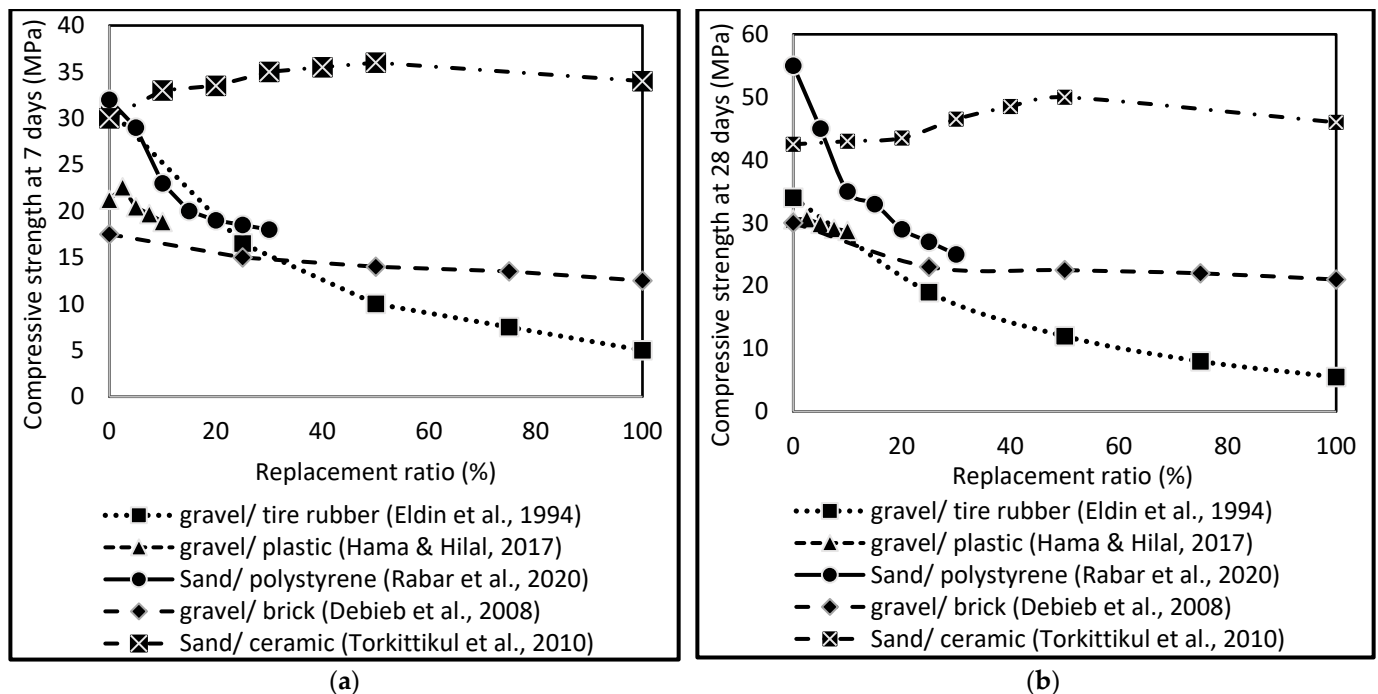 Compressive strength at 7 days (MPa)
40
35
30
25
20
15
10
5
0
0 20 40 60 80 100
Replacement ratio (%)
gravel/ tire rubber (Eldin et al., 1994)
gravel/ plastic (Hama & Hilal, 2017)
Sand/ polystyrene (Rabar et al., 2020)
gravel/ brick (Debieb et al., 2008)
Sand/ ceramic (Torkittikul et al., 2010)
(a)
Compressive strength at 28 days (MPa)
60
50
40
30
20
10
0
0 20 40 60 80 100
Replacement ratio (%)
gravel/ tire rubber (Eldin et al., 1994)
gravel/ plastic (Hama & Hilal, 2017)
Sand/ polystyrene (Rabar et al., 2020)
gravel/ brick (Debieb et al., 2008)
Sand/ ceramic (Torkittikul et al., 2010)
(b)